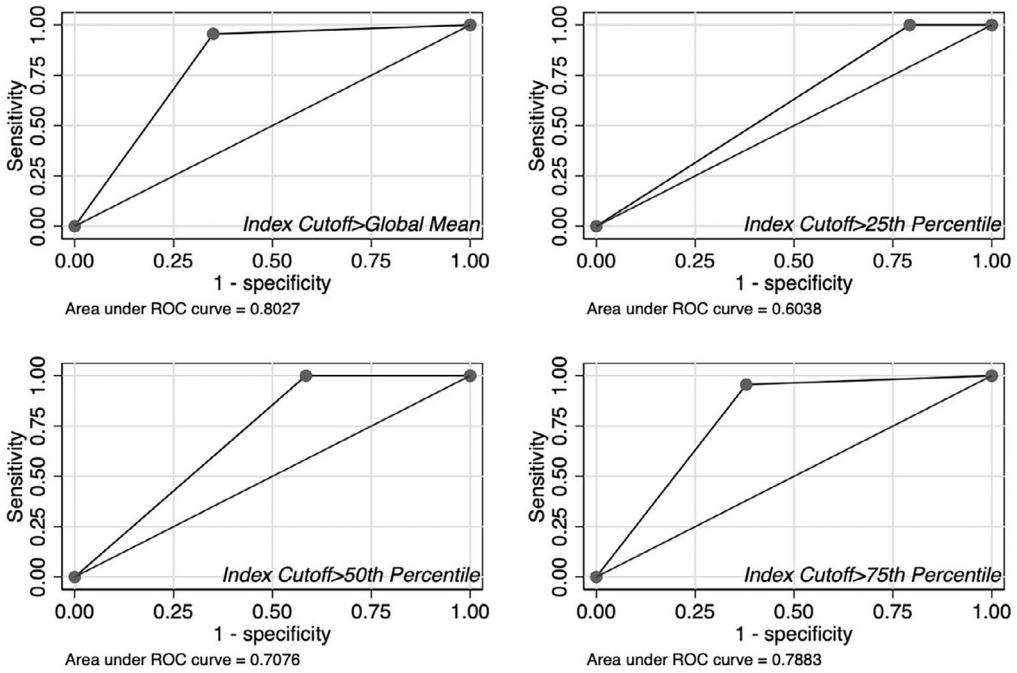 Sensitivity
0.00 0.25 0.50 0.75 1.00
Index Cutoff>Global Mean
0.00 0.25 0.50 0.75 1.00
1 - specificity
Area under ROC curve = 0.8027
Sensitivity
0.00 0.25 0.50 0.75 1.00
Index Cutoff>25th Percentile
0.00 0.25 0.50 0.75 1.00
1 - specificity
Area under ROC curve = 0.6038
Sensitivity
0.00 0.25 0.50 0.75 1.00
Index Cutoff>50th Percentile
0.00 0.25 0.50 0.75 1.00
1 - specificity
Area under ROC curve = 0.7076
Sensitivity
0.00 0.25 0.50 0.75 1.00
Index Cutoff>75th Percentile
0.00 0.25 0.50 0.75 1.00
1 - specificity
Area under ROC curve = 0.7883